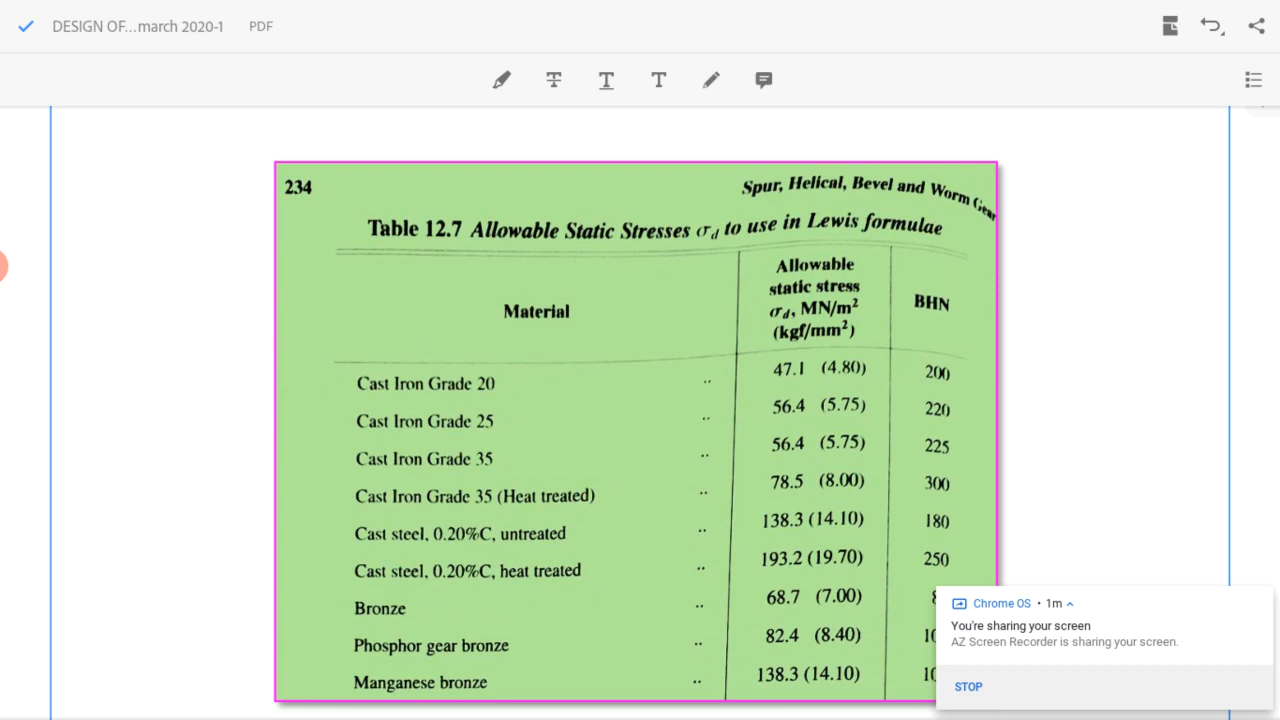 DESIGN OF...march 2020-1 PDF
234 Spur, Helical, Bevel and Worm Gear
Table 12.7 Allowable Static Stresses σd to use in Lewis formulae
Material Allowable static stress σd, MN/m² (kgf/mm²) BHN
Cast Iron Grade 20 .. 47.1 (4.80) 200
Cast Iron Grade 25 .. 56.4 (5.75) 220
Cast Iron Grade 35 .. 56.4 (5.75) 225
Cast Iron Grade 35 (Heat treated) .. 78.5 (8.00) 300
Cast steel, 0.20%C, untreated .. 138.3 (14.10) 180
Cast steel, 0.20%C, heat treated .. 193.2 (19.70) 250
Bronze .. 68.7 (7.00)
Phosphor gear bronze .. 82.4 (8.40)
Manganese bronze .. 138.3 (14.10)
Chrome OS • 1m
You're sharing your screen
AZ Screen Recorder is sharing your screen.
STOP